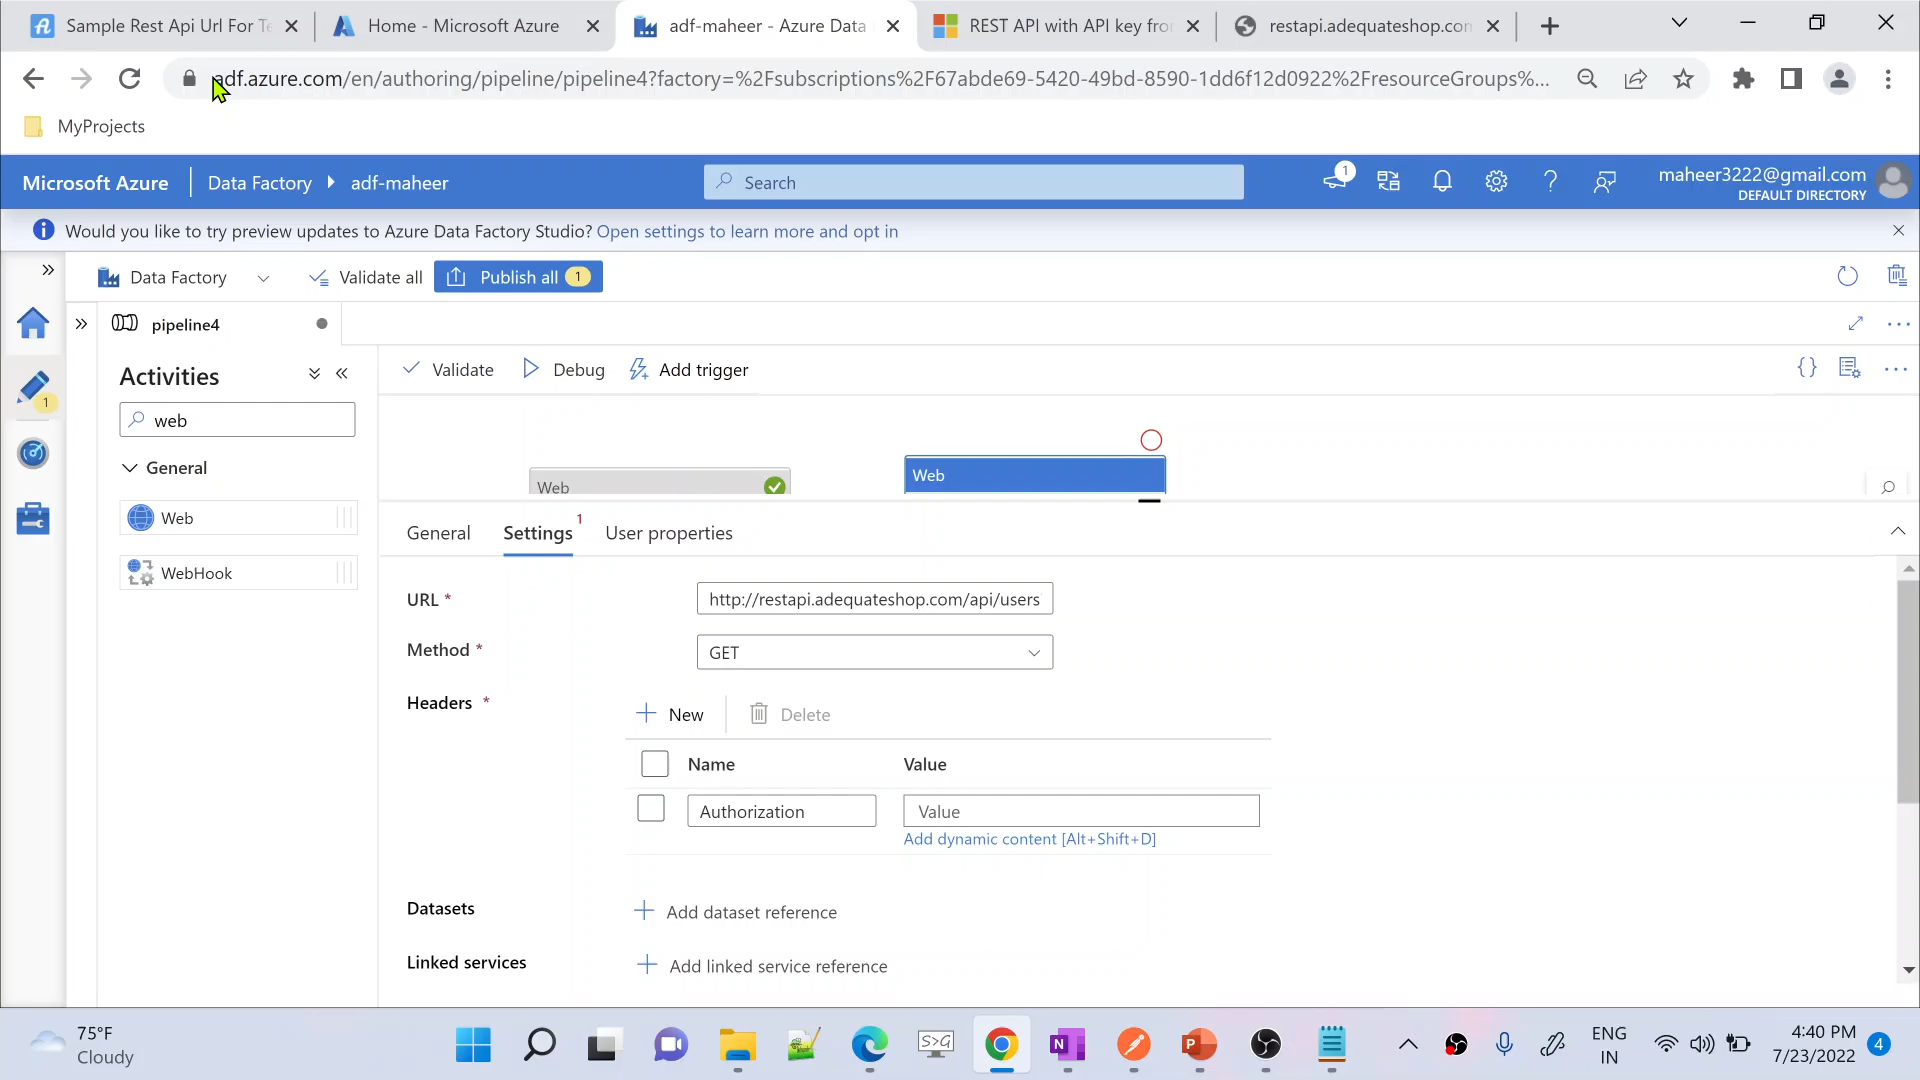 Sample Rest Api Url For Te
Home - Microsoft Azure
adf-maheer - Azure Data
REST API with API key fro
restapi.adequateshop.con
adf.azure.com/en/authoring/pipeline/pipeline4?factory=%2Fsubscriptions%2F67abde69-5420-49bd-8590-1dd6f12d0922%2FresourceGroups%...
MyProjects
Microsoft Azure
Data Factory
adf-maheer
Search
1
maheer3222@gmail.com
DEFAULT DIRECTORY
Would you like to try preview updates to Azure Data Factory Studio? Open settings to learn more and opt in
Data Factory
Validate all
Publish all 1
pipeline4
Activities
Validate
Debug
Add trigger
1
web
General
Web
Web
Web
WebHook
General
Settings 1
User properties
URL *
http://restapi.adequateshop.com/api/users
Method *
GET
Headers *
New
Delete
Name
Value
Authorization
Value
Add dynamic content [Alt+Shift+D]
Datasets
Add dataset reference
Linked services
Add linked service reference
75°F
Cloudy
S>G
N
P
ENG
IN
4:40 PM
7/23/2022
4